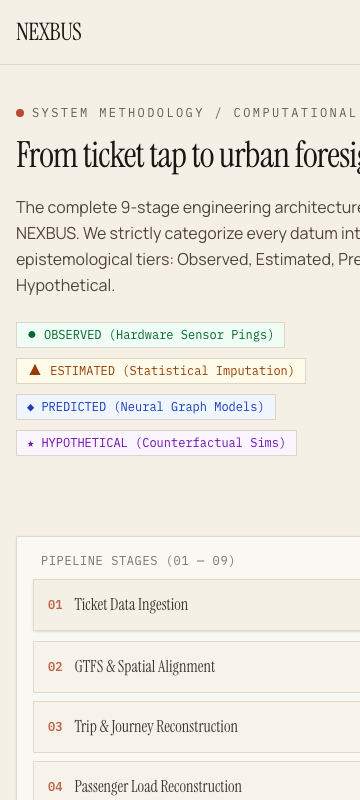 NEXBUS
SYSTEM METHODOLOGY / COMPUTATIONAL
From ticket tap to urban
The complete 9-stage engineering architecture
NEXBUS. We strictly categorize every datum
epistemological tiers: Observed, Estimated,
Hypothetical.
● OBSERVED (Hardware Sensor Pings)
▲ ESTIMATED (Statistical Imputation)
◆ PREDICTED (Neural Graph Models)
★ HYPOTHETICAL (Counterfactual Sims)
PIPELINE STAGES (01 — 09)
01 Ticket Data Ingestion
02 GTFS & Spatial Alignment
03 Trip & Journey Reconstruction
04 Passenger Load Reconstruction